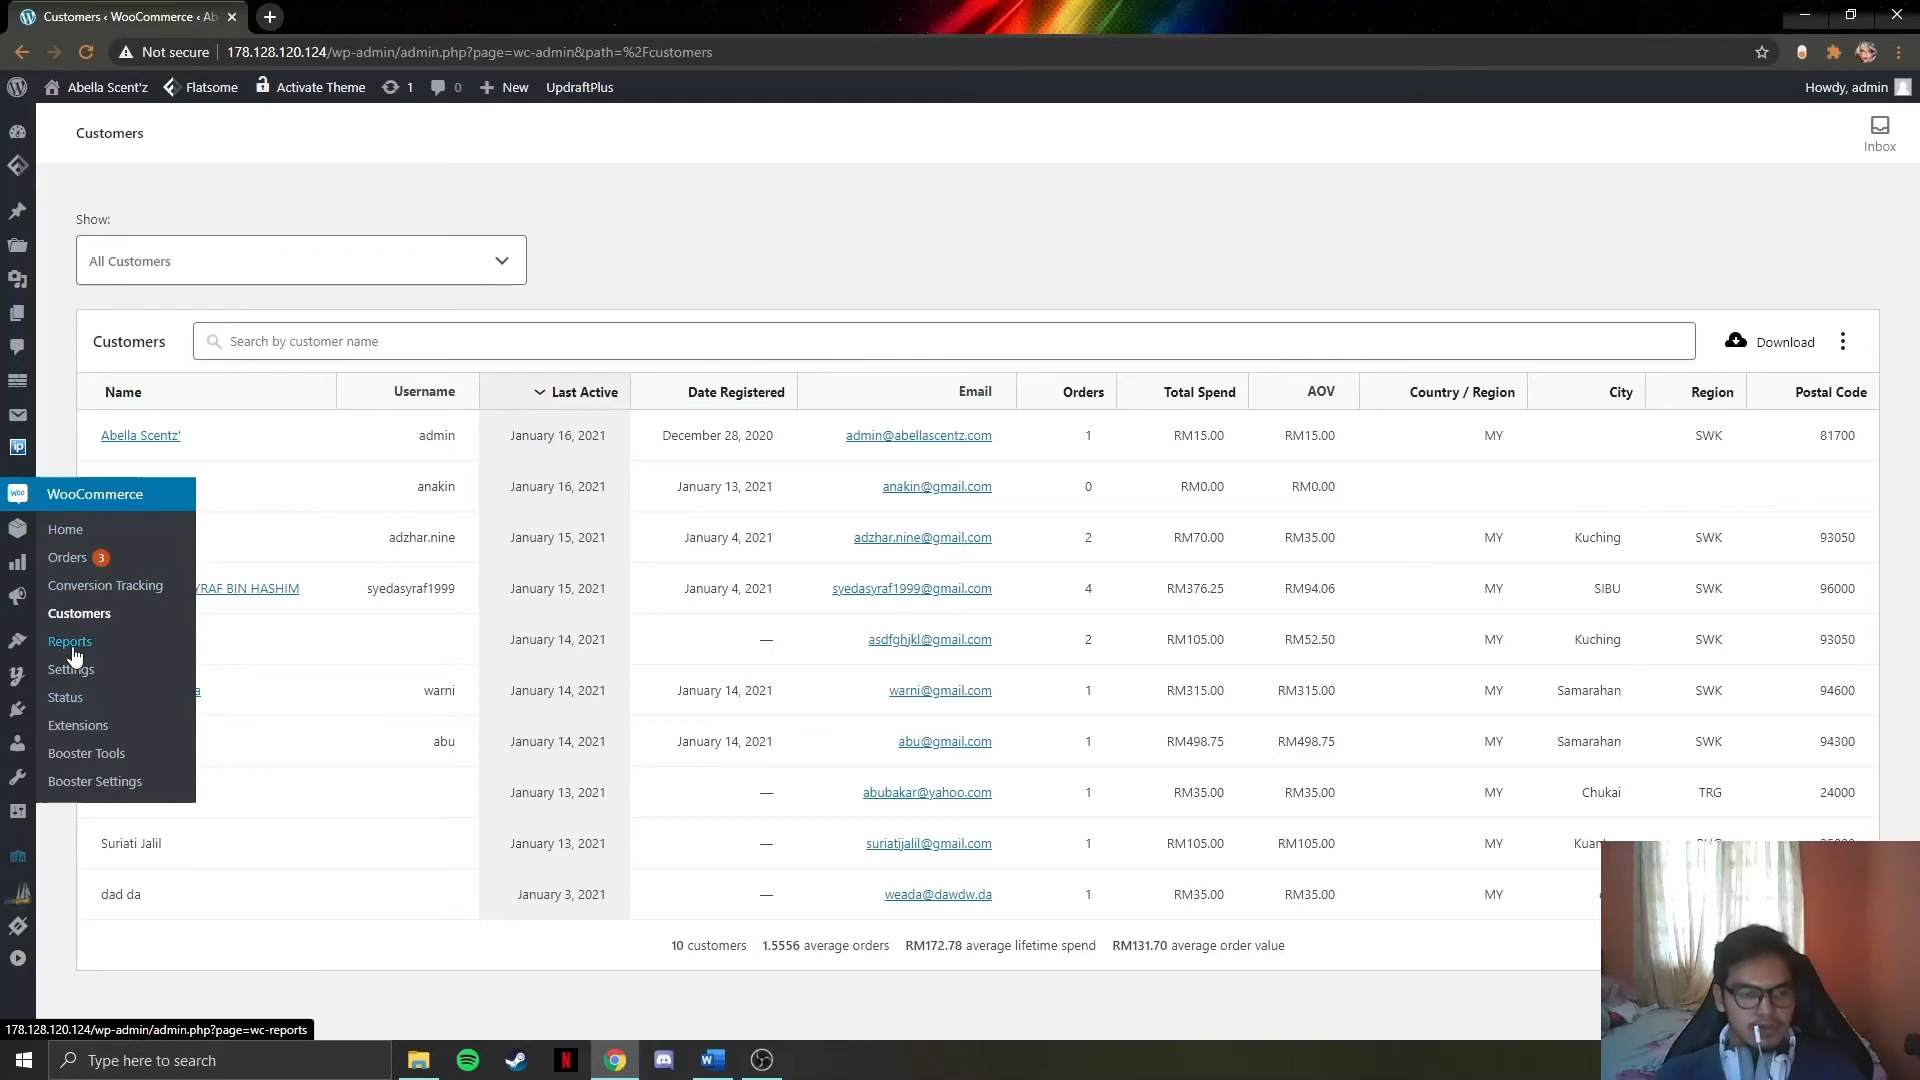 Customers ‹ WooCommerce ‹ Ab
Not secure
178.128.120.124/wp-admin/admin.php?page=wc-admin&path=%2Fcustomers
Abella Scent'z
Flatsome
Activate Theme
1
0
New
UpdraftPlus
Howdy, admin
Customers
Inbox
Show:
All Customers
Customers
Search by customer name
Download
Name Username Last Active Date Registered Email Orders Total Spend AOV Country / Region City Region Postal Code
Abella Scentz' admin January 16, 2021 December 28, 2020 admin@abellascentz.com 1 RM15.00 RM15.00 MY SWK 81700
anakin January 16, 2021 January 13, 2021 anakin@gmail.com 0 RM0.00 RM0.00
adzhar.nine January 15, 2021 January 4, 2021 adzhar.nine@gmail.com 2 RM70.00 RM35.00 MY Kuching SWK 93050
YRAF BIN HASHIM syedasyraf1999 January 15, 2021 January 4, 2021 syedasyraf1999@gmail.com 4 RM376.25 RM94.06 MY SIBU SWK 96000
January 14, 2021 — asdfghjkl@gmail.com 2 RM105.00 RM52.50 MY Kuching SWK 93050
a warni January 14, 2021 January 14, 2021 warni@gmail.com 1 RM315.00 RM315.00 MY Samarahan SWK 94600
abu January 14, 2021 January 14, 2021 abu@gmail.com 1 RM498.75 RM498.75 MY Samarahan SWK 94300
January 13, 2021 — abubakar@yahoo.com 1 RM35.00 RM35.00 MY Chukai TRG 24000
Suriati Jalil January 13, 2021 — suriatijalil@gmail.com 1 RM105.00 RM105.00 MY
dad da January 3, 2021 — weada@dawdw.da 1 RM35.00 RM35.00 MY
10 customers 1.5556 average orders RM172.78 average lifetime spend RM131.70 average order value
ip
Woo
WooCommerce
Home
Orders 3
Conversion Tracking
Customers
Reports
Settings
Status
Extensions
Booster Tools
Booster Settings
178.128.120.124/wp-admin/admin.php?page=wc-reports
Type here to search